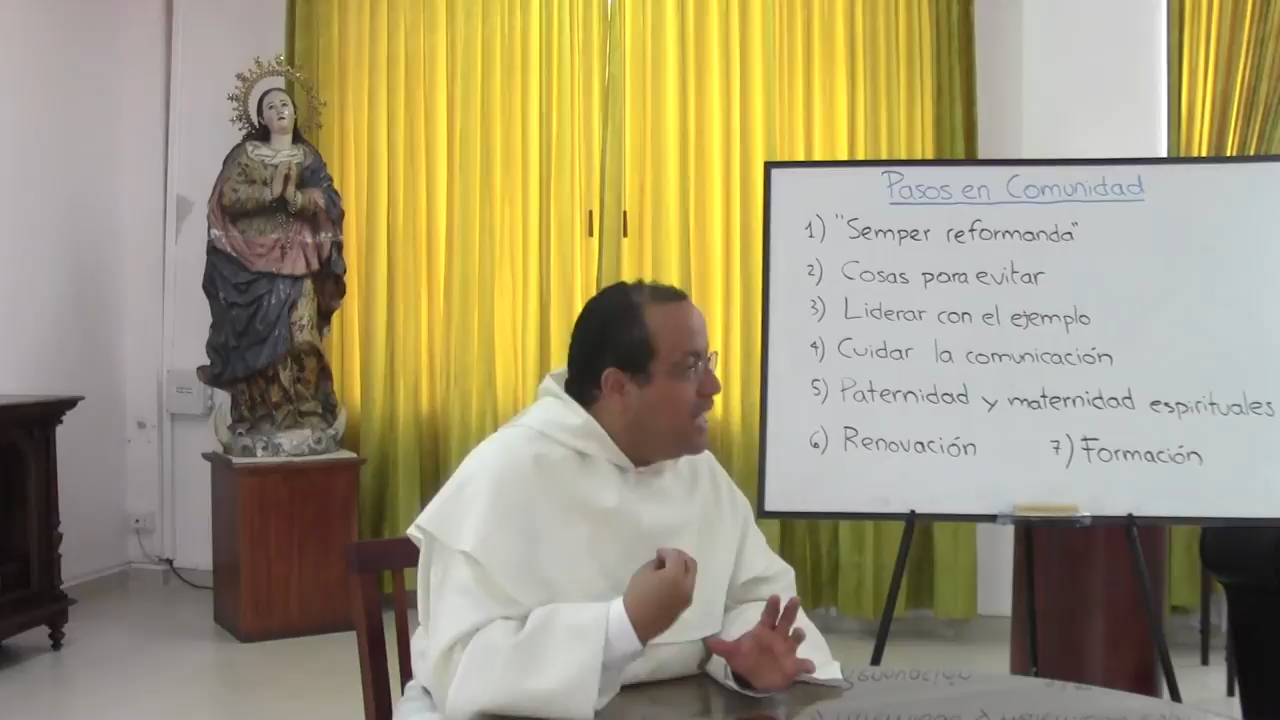 Pasos en Comunidad
1) "Semper reformanda"
2) Cosas para evitar
3) Liderar con el ejemplo
4) Cuidar la comunicación
5) Paternidad y maternidad espirituales
6) Renovación 7) Formación